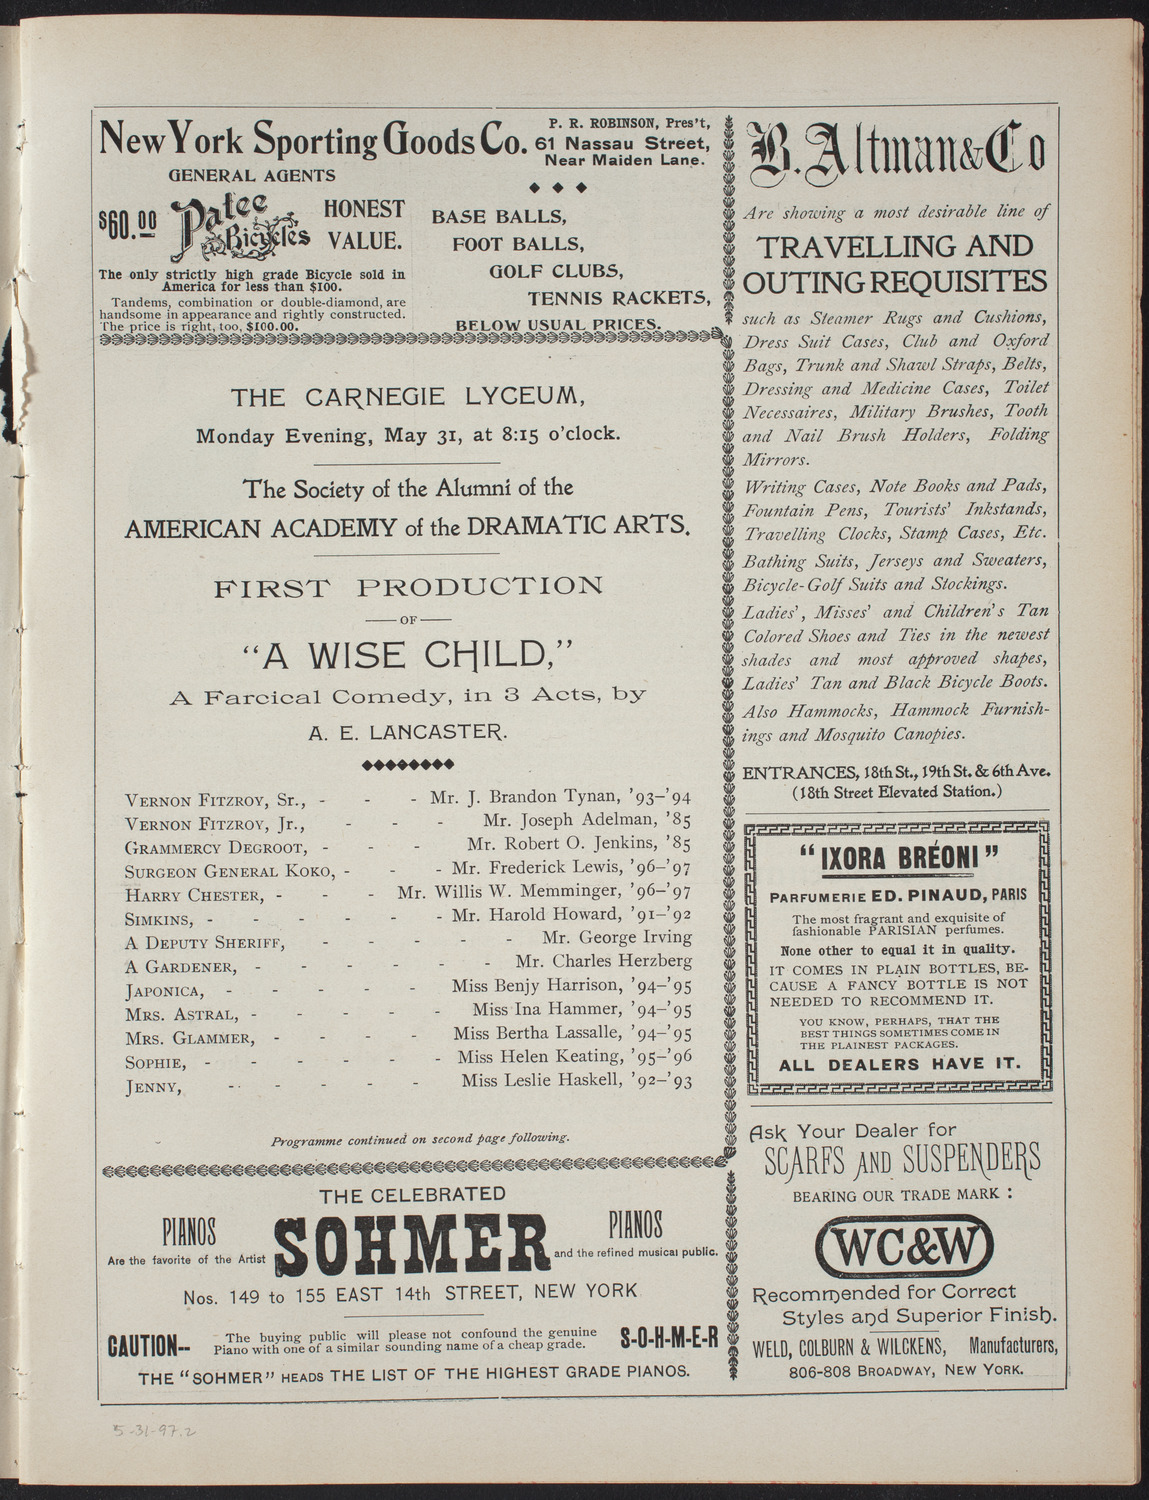 New York Sporting Goods Co.
P. R. ROBINSON, Pres't,
61 Nassau Street,
Near Maiden Lane.
GENERAL AGENTS
$60.00
Patee
Bicycles
HONEST
VALUE.
The only strictly high grade Bicycle sold in
America for less than $100.
Tandems, combination or double-diamond, are
handsome in appearance and rightly constructed.
The price is right, too, $100.00.
BASE BALLS,
FOOT BALLS,
GOLF CLUBS,
TENNIS RACKETS,
BELOW USUAL PRICES.
THE CARNEGIE LYCEUM,
Monday Evening, May 31, at 8:15 o'clock.
The Society of the Alumni of the
AMERICAN ACADEMY of the DRAMATIC ARTS.
FIRST PRODUCTION
OF
"A WISE CHILD,"
A Farcical Comedy, in 3 Acts, by
A. E. LANCASTER.
VERNON FITZROY, SR., - - - Mr. J. Brandon Tynan, '93-'94
VERNON FITZROY, JR., - - - Mr. Joseph Adelman, '85
GRAMMERCY DEGROOT, - - - Mr. Robert O. Jenkins, '85
SURGEON GENERAL KOKO, - - - Mr. Frederick Lewis, '96-'97
HARRY CHESTER, - - - Mr. Willis W. Memminger, '96-'97
SIMKINS, - - - - - - Mr. Harold Howard, '91-'92
A DEPUTY SHERIFF, - - - - - Mr. George Irving
A GARDENER, - - - - - - Mr. Charles Herzberg
JAPONICA, - - - - - Miss Benjy Harrison, '94-'95
MRS. ASTRAL, - - - - - Miss Ina Hammer, '94-'95
MRS. GLAMMER, - - - - Miss Bertha Lassalle, '94-'95
SOPHIE, - - - - - - Miss Helen Keating, '95-'96
JENNY, - - - - - Miss Leslie Haskell, '92-'93
Programme continued on second page following.
THE CELEBRATED
PIANOS
SOHMER
PIANOS
Are the favorite of the Artist
and the refined musical public.
Nos. 149 to 155 EAST 14th STREET, NEW YORK
CAUTION--
The buying public will please not confound the genuine
Piano with one of a similar sounding name of a cheap grade.
S-O-H-M-E-R
THE "SOHMER" HEADS THE LIST OF THE HIGHEST GRADE PIANOS.
B. Altman & Co
Are showing a most desirable line of
TRAVELLING AND
OUTING REQUISITES
such as Steamer Rugs and Cushions,
Dress Suit Cases, Club and Oxford
Bags, Trunk and Shawl Straps, Belts,
Dressing and Medicine Cases, Toilet
Necessaires, Military Brushes, Tooth
and Nail Brush Holders, Folding
Mirrors.
Writing Cases, Note Books and Pads,
Fountain Pens, Tourists' Inkstands,
Travelling Clocks, Stamp Cases, Etc.
Bathing Suits, Jerseys and Sweaters,
Bicycle-Golf Suits and Stockings.
Ladies', Misses' and Children's Tan
Colored Shoes and Ties in the newest
shades and most approved shapes,
Ladies' Tan and Black Bicycle Boots.
Also Hammocks, Hammock Furnish-
ings and Mosquito Canopies.
ENTRANCES, 18th St., 19th St. & 6th Ave.
(18th Street Elevated Station.)
"IXORA BRÉONI"
PARFUMERIE ED. PINAUD, PARIS
The most fragrant and exquisite of
fashionable PARISIAN perfumes.
None other to equal it in quality.
IT COMES IN PLAIN BOTTLES, BE-
CAUSE A FANCY BOTTLE IS NOT
NEEDED TO RECOMMEND IT.
YOU KNOW, PERHAPS, THAT THE
BEST THINGS SOMETIMES COME IN
THE PLAINEST PACKAGES.
ALL DEALERS HAVE IT.
Ask Your Dealer for
SCARFS AND SUSPENDERS
BEARING OUR TRADE MARK :
WC&W
Recommended for Correct
Styles and Superior Finish.
WELD, COLBURN & WILCKENS, Manufacturers,
806-808 BROADWAY, NEW YORK.
5-31-97.2